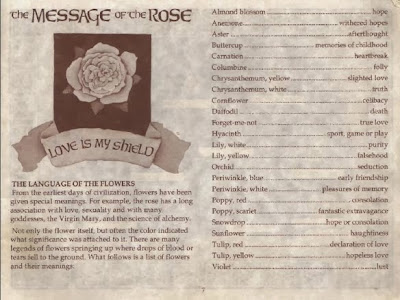 the MESSAGE of the ROSE
LOVE IS MY SHIELD
THE LANGUAGE OF THE FLOWERS
From the earliest days of civilization, flowers have been
given special meanings. For example, the rose has a long
association with love, sexuality and with many
goddesses, the Virgin Mary, and the science of alchemy.
Not only the flower itself, but often the color indicated
what significance was attached to it. There are many
legends of flowers springing up where drops of blood or
tears fell to the ground. What follows is a list of flowers
and their meanings:
Almond blossom hope
Anemone withered hopes
Aster afterthought
Buttercup memories of childhood
Carnation heartbreak
Columbine folly
Chrysanthemum, yellow slighted love
Chrysanthemum, white truth
Cornflower celibacy
Daffodil death
Forget-me-not true love
Hyacinth sport, game or play
Lily, white purity
Lily, yellow falsehood
Orchid seduction
Periwinkle, blue early friendship
Periwinkle, white pleasures of memory
Poppy, red consolation
Poppy, scarlet fantastic extravagance
Snowdrop hope or consolation
Sunflower haughtiness
Tulip, red declaration of love
Tulip, yellow hopeless love
Violet lust
7